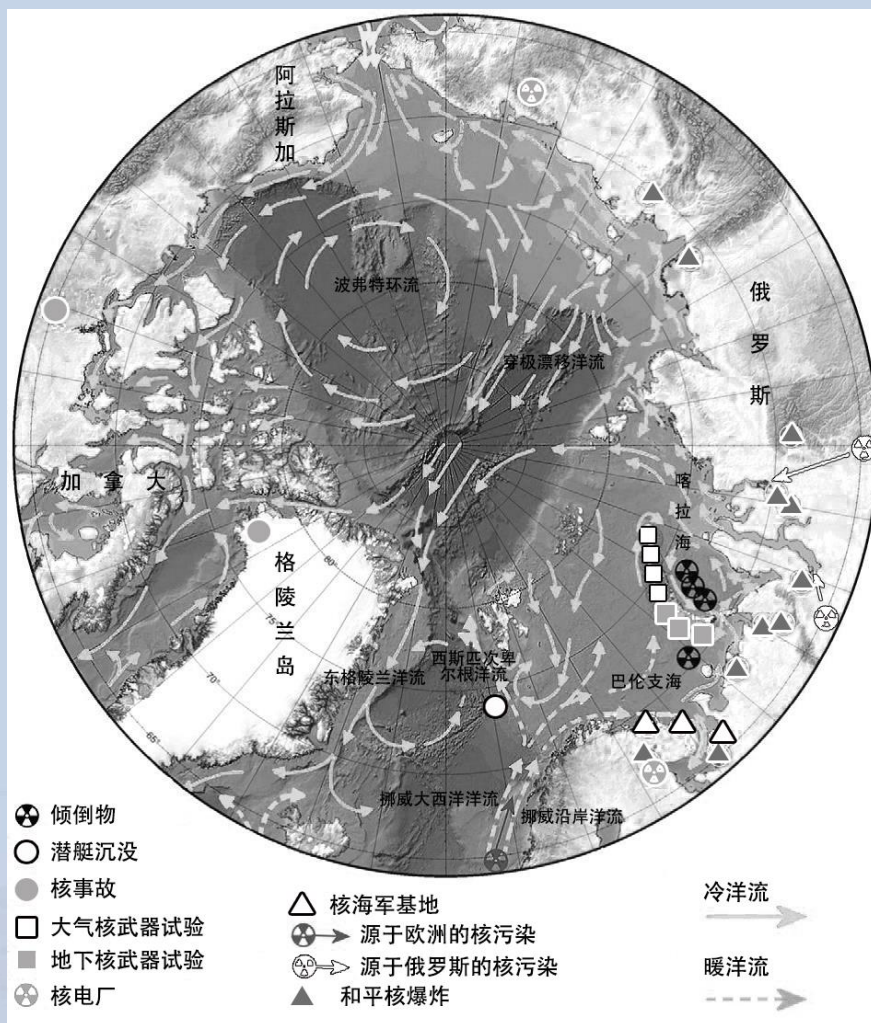 阿拉斯加
波弗特环流
俄罗斯
穿极漂移洋流
加拿大
喀拉海
格陵兰岛
80°
75°
70°
65°
西斯匹次卑
尔根洋流
东格陵兰洋流
巴伦支海
挪威大西洋洋流
挪威沿岸洋流
倾倒物
潜艇沉没
核事故
大气核武器试验
地下核武器试验
核电厂
核海军基地
源于欧洲的核污染
源于俄罗斯的核污染
和平核爆炸
冷洋流
暖洋流